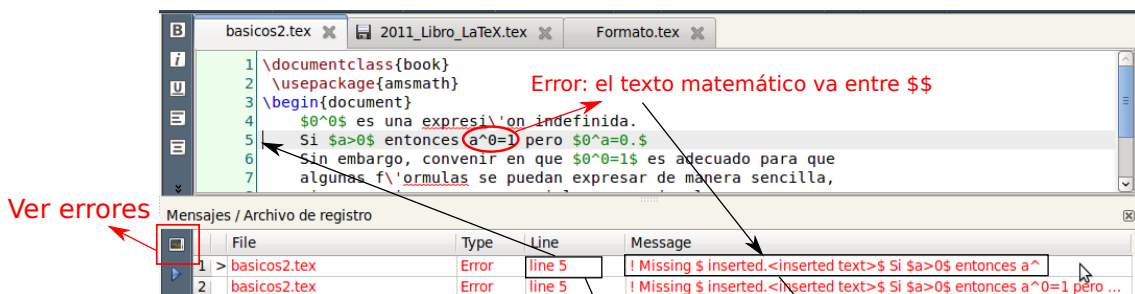 B basicos2.tex 2011_Libro_LaTeX.tex Formato.tex
i
U
1 \documentclass{book}
2 \usepackage{amsmath}
Error: el texto matemático va entre $$
3 \begin{document}
4 $0^0$ es una expresi\'on indefinida.
5 Si $a>0$ entonces a^0=1 pero $0^a=0.$
6 Sin embargo, convenir en que $0^0=1$ es adecuado para que
7 algunas f\'ormulas se puedan expresar de manera sencilla,
Ver errores
Mensajes / Archivo de registro
File Type Line Message
1 > basicos2.tex Error line 5 ! Missing $ inserted.<inserted text>$ Si $a>0$ entonces a^
2 basicos2.tex Error line 5 ! Missing $ inserted.<inserted text>$ Si $a>0$ entonces a^0=1 pero ...